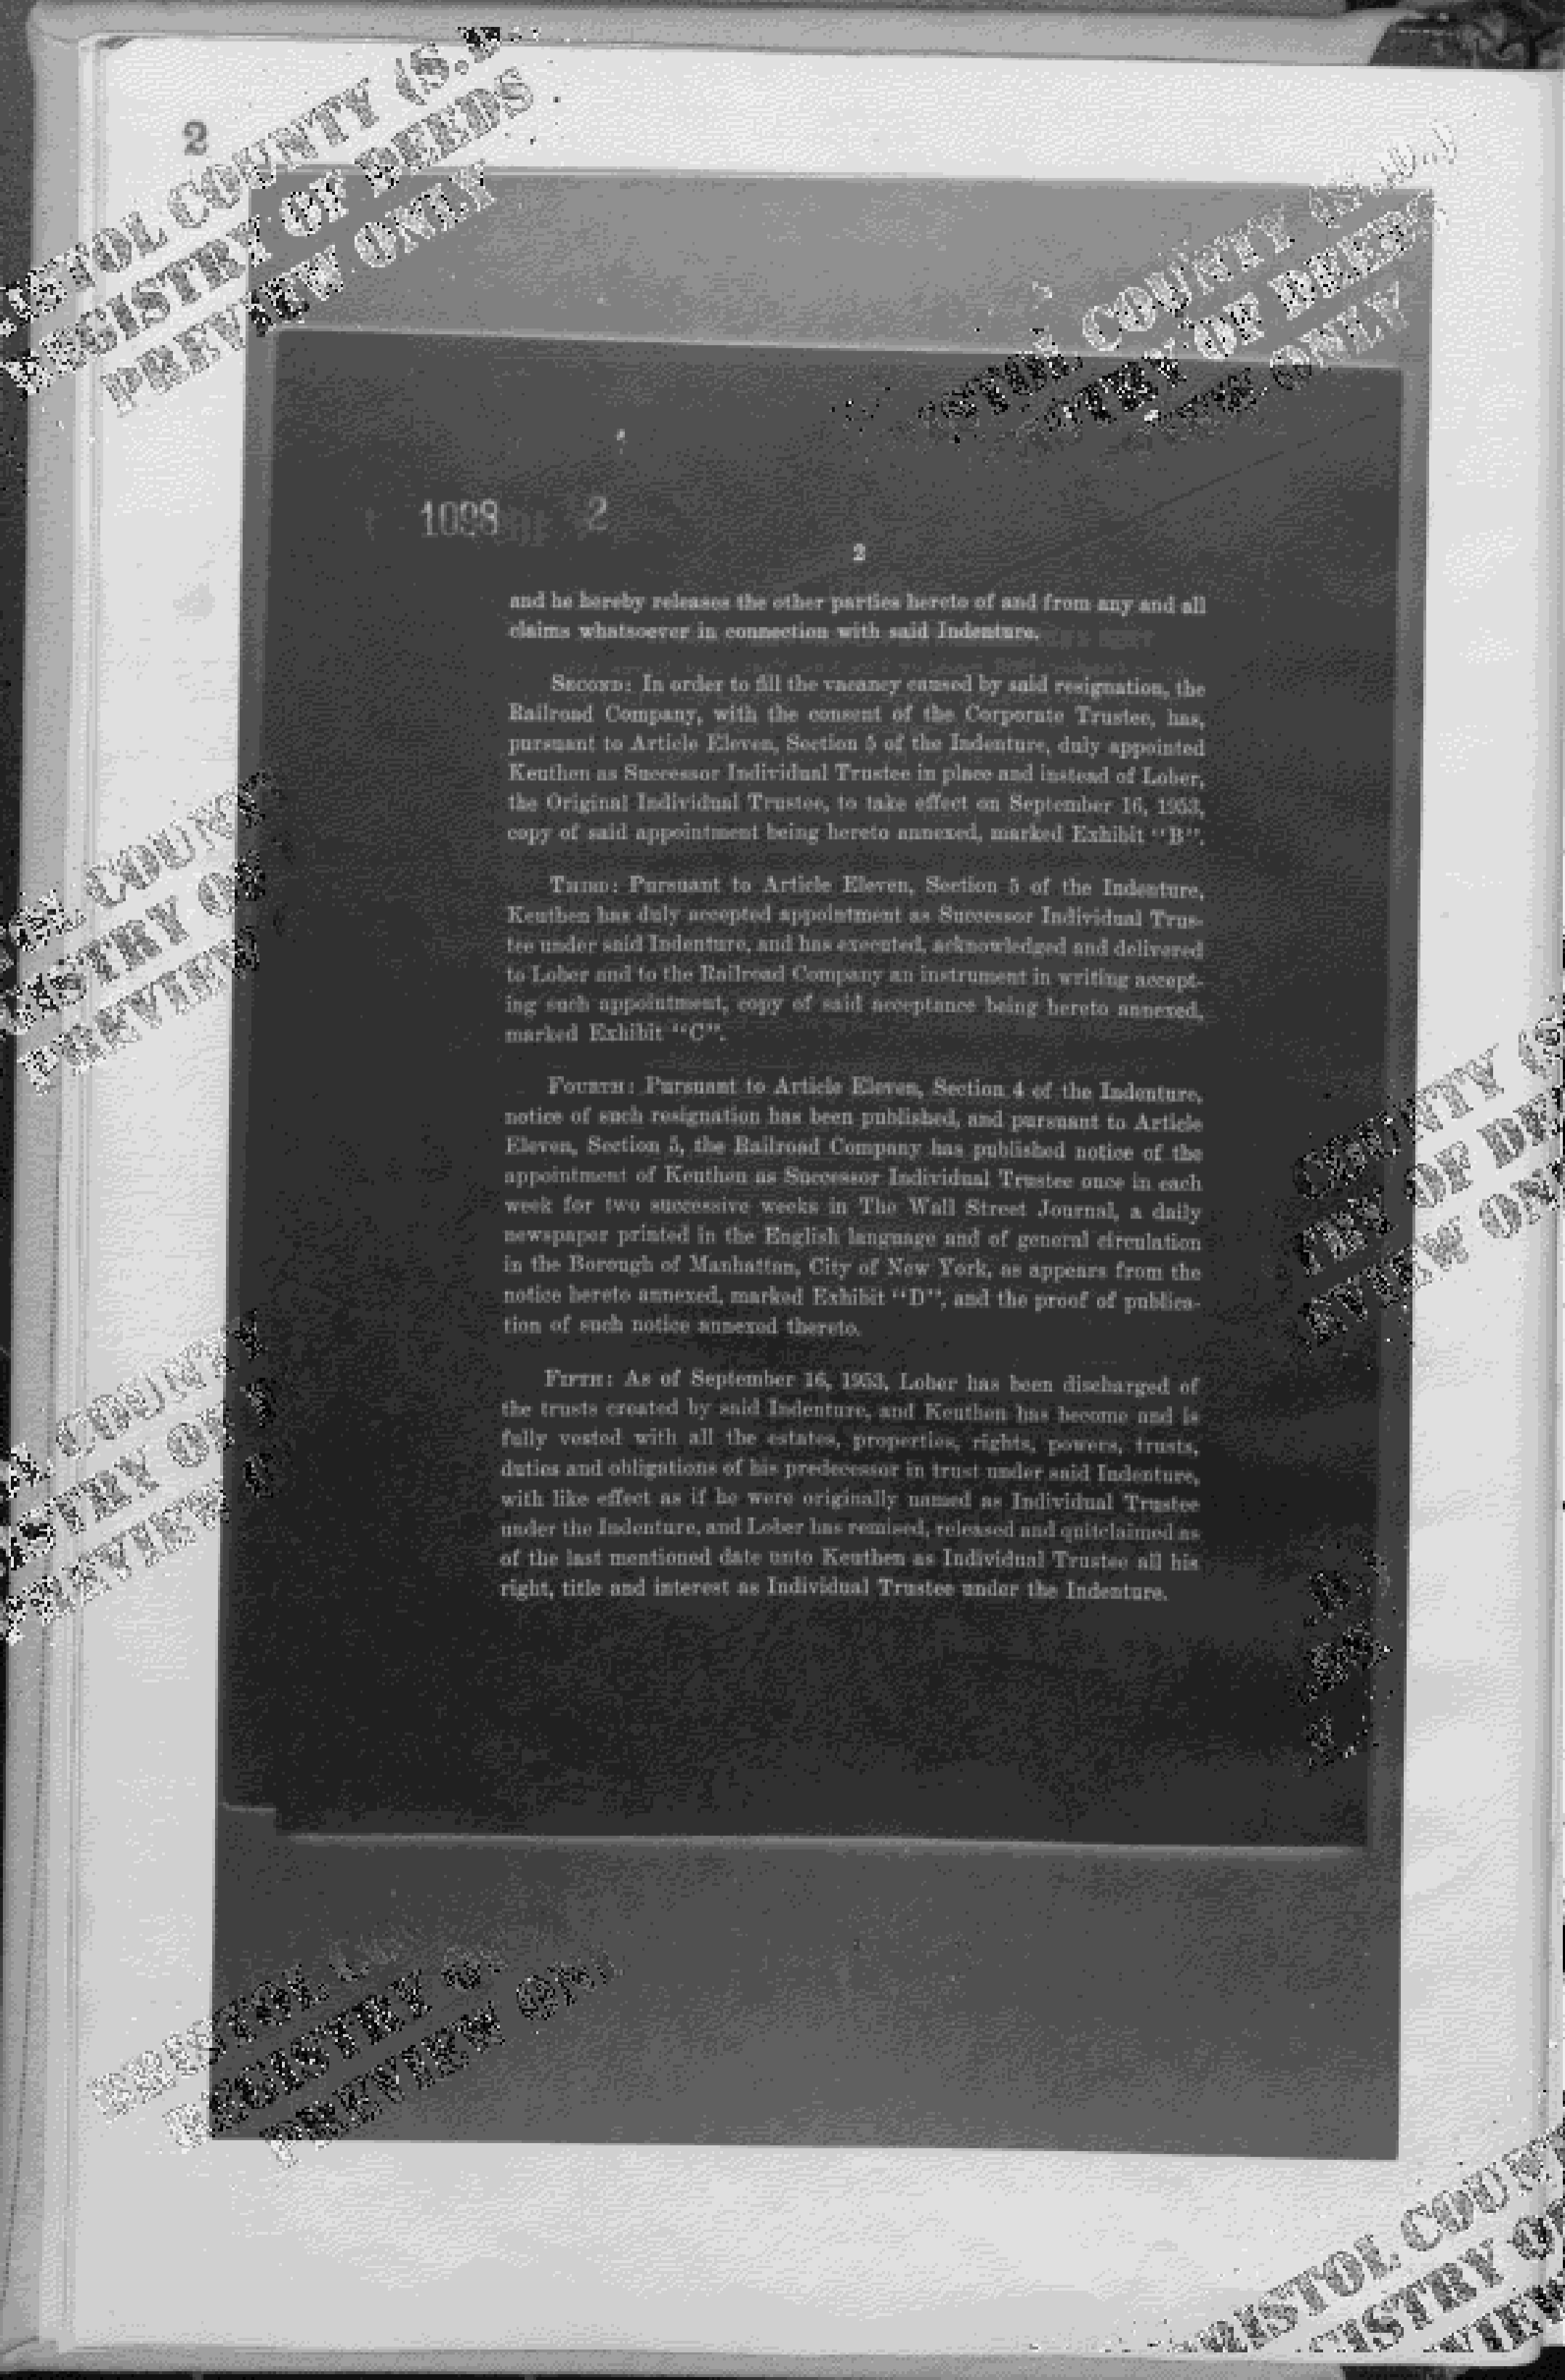 2
BRISTOL COUNTY (S.D.
REGISTRY OF DEEDS
PREVIEW ONLY
COUNTY
OF DEEDS
ONLY
1098 2
2
and he hereby releases the other parties hereto of and from any and all
claims whatsoever in connection with said Indenture.
SECOND: In order to fill the vacancy caused by said resignation, the
Railroad Company, with the consent of the Corporate Trustee, has,
pursuant to Article Eleven, Section 5 of the Indenture, duly appointed
Keuthen as Successor Individual Trustee in place and instead of Lober,
the Original Individual Trustee, to take effect on September 16, 1953,
copy of said appointment being hereto annexed, marked Exhibit "B".
THIRD: Pursuant to Article Eleven, Section 5 of the Indenture,
Keuthen has duly accepted appointment as Successor Individual Trus-
tee under said Indenture, and has executed, acknowledged and delivered
to Lober and to the Railroad Company an instrument in writing accept-
ing such appointment, copy of said acceptance being hereto annexed,
marked Exhibit "C".
FOURTH: Pursuant to Article Eleven, Section 4 of the Indenture,
notice of such resignation has been published, and pursuant to Article
Eleven, Section 5, the Railroad Company has published notice of the
appointment of Keuthen as Successor Individual Trustee once in each
week for two successive weeks in The Wall Street Journal, a daily
newspaper printed in the English language and of general circulation
in the Borough of Manhattan, City of New York, as appears from the
notice hereto annexed, marked Exhibit "D", and the proof of publica-
tion of such notice annexed thereto.
FIFTH: As of September 16, 1953, Lober has been discharged of
the trusts created by said Indenture, and Keuthen has become and is
fully vested with all the estates, properties, rights, powers, trusts,
duties and obligations of his predecessor in trust under said Indenture,
with like effect as if he were originally named as Individual Trustee
under the Indenture, and Lober has remised, released and quitclaimed as
of the last mentioned date unto Keuthen as Individual Trustee all his
right, title and interest as Individual Trustee under the Indenture.